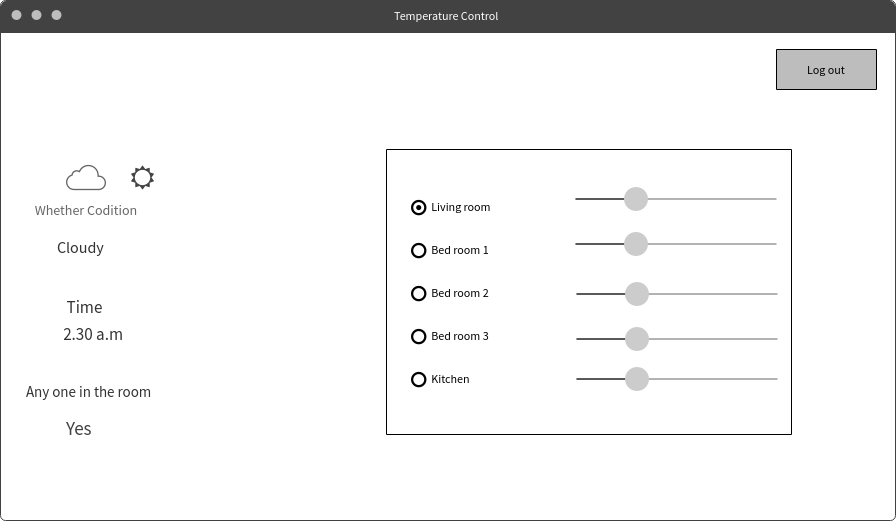 Temperature Control
Log out
Whether Codition
Cloudy
Time
2.30 a.m
Any one in the room
Yes
Living room
Bed room 1
Bed room 2
Bed room 3
Kitchen